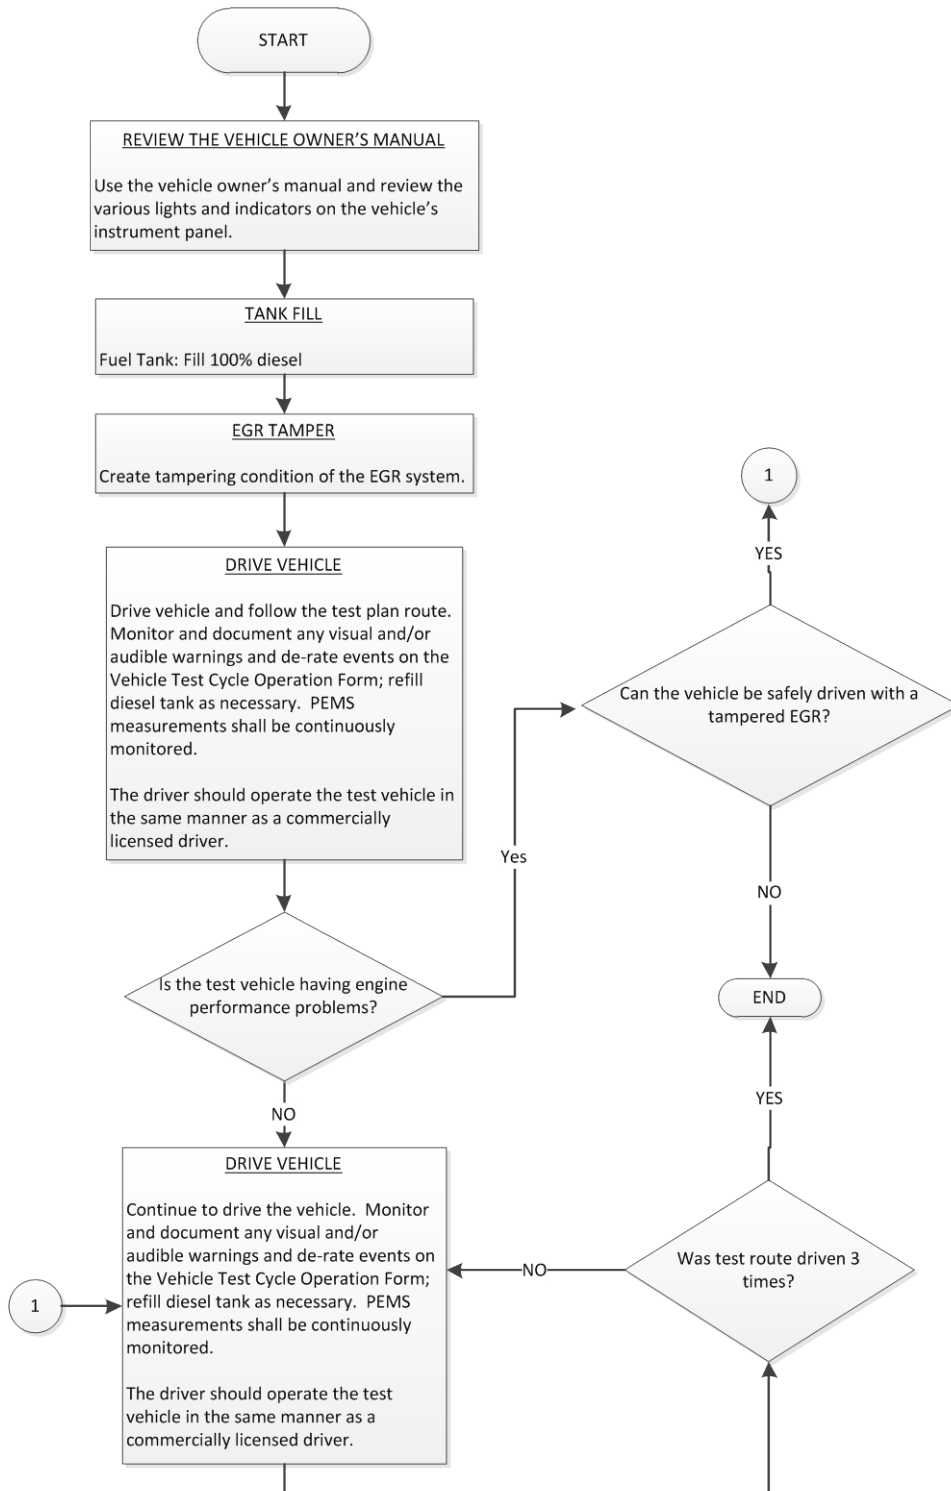 START
REVIEW THE VEHICLE OWNER'S MANUAL
Use the vehicle owner's manual and review the
various lights and indicators on the vehicle's
instrument panel.
TANK FILL
Fuel Tank: Fill 100% diesel
EGR TAMPER
Create tampering condition of the EGR system.
DRIVE VEHICLE
Drive vehicle and follow the test plan route.
Monitor and document any visual and/or
audible warnings and de-rate events on the
Vehicle Test Cycle Operation Form; refill
diesel tank as necessary.  PEMS
measurements shall be continuously
monitored.
The driver should operate the test vehicle in
the same manner as a commercially
licensed driver.
Is the test vehicle having engine
performance problems?
Yes
1
YES
Can the vehicle be safely driven with a
tampered EGR?
NO
END
NO
DRIVE VEHICLE
Continue to drive the vehicle.  Monitor
and document any visual and/or
audible warnings and de-rate events on
the Vehicle Test Cycle Operation Form;
refill diesel tank as necessary.  PEMS
measurements shall be continuously
monitored.
The driver should operate the test
vehicle in the same manner as a
commercially licensed driver.
1
YES
Was test route driven 3
times?
NO